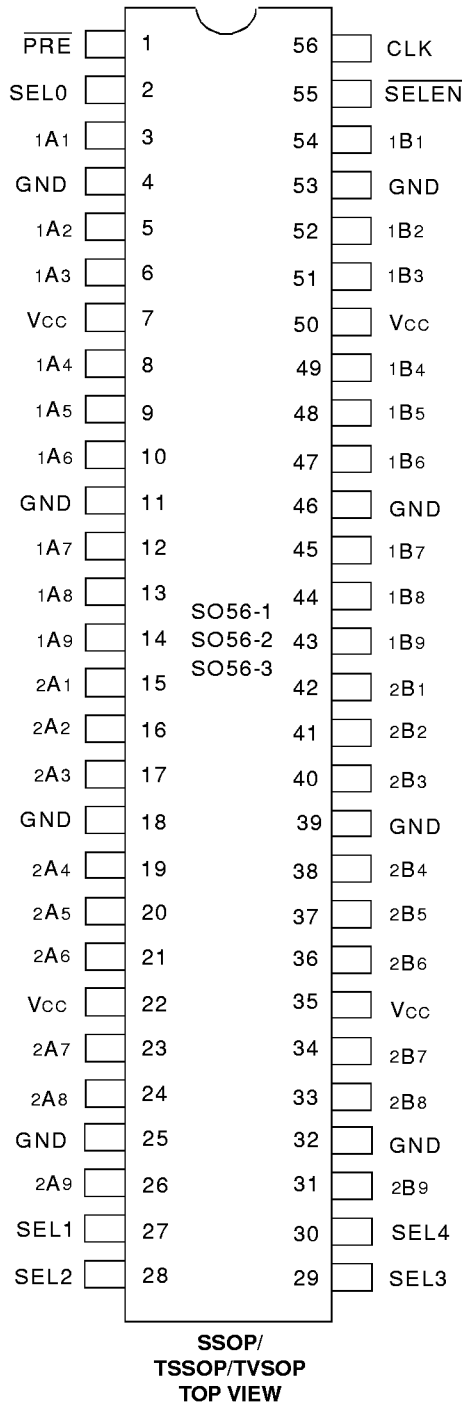 PRE 1 56 CLK
SEL0 2 55 SELEN
1A1 3 54 1B1
GND 4 53 GND
1A2 5 52 1B2
1A3 6 51 1B3
VCC 7 50 VCC
1A4 8 49 1B4
1A5 9 48 1B5
1A6 10 47 1B6
GND 11 46 GND
1A7 12 45 1B7
1A8 13 44 1B8
1A9 14 43 1B9
SO56-1
SO56-2
SO56-3
2A1 15 42 2B1
2A2 16 41 2B2
2A3 17 40 2B3
GND 18 39 GND
2A4 19 38 2B4
2A5 20 37 2B5
2A6 21 36 2B6
VCC 22 35 VCC
2A7 23 34 2B7
2A8 24 33 2B8
GND 25 32 GND
2A9 26 31 2B9
SEL1 27 30 SEL4
SEL2 28 29 SEL3
SSOP/
TSSOP/TVSOP
TOP VIEW